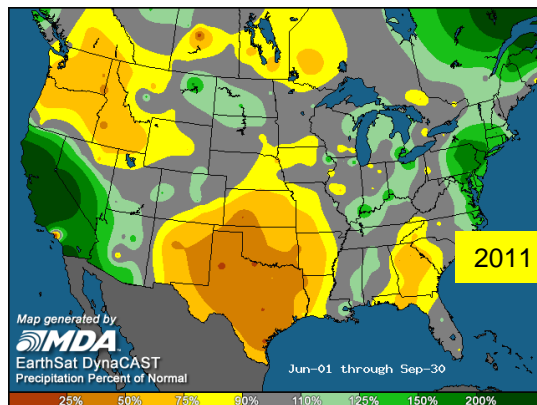 2011
Map generated by
MDA
EarthSat DynaCAST
Precipitation Percent of Normal
Jun-01 through Sep-30
25% 50% 75% 90% 110% 125% 150% 200%